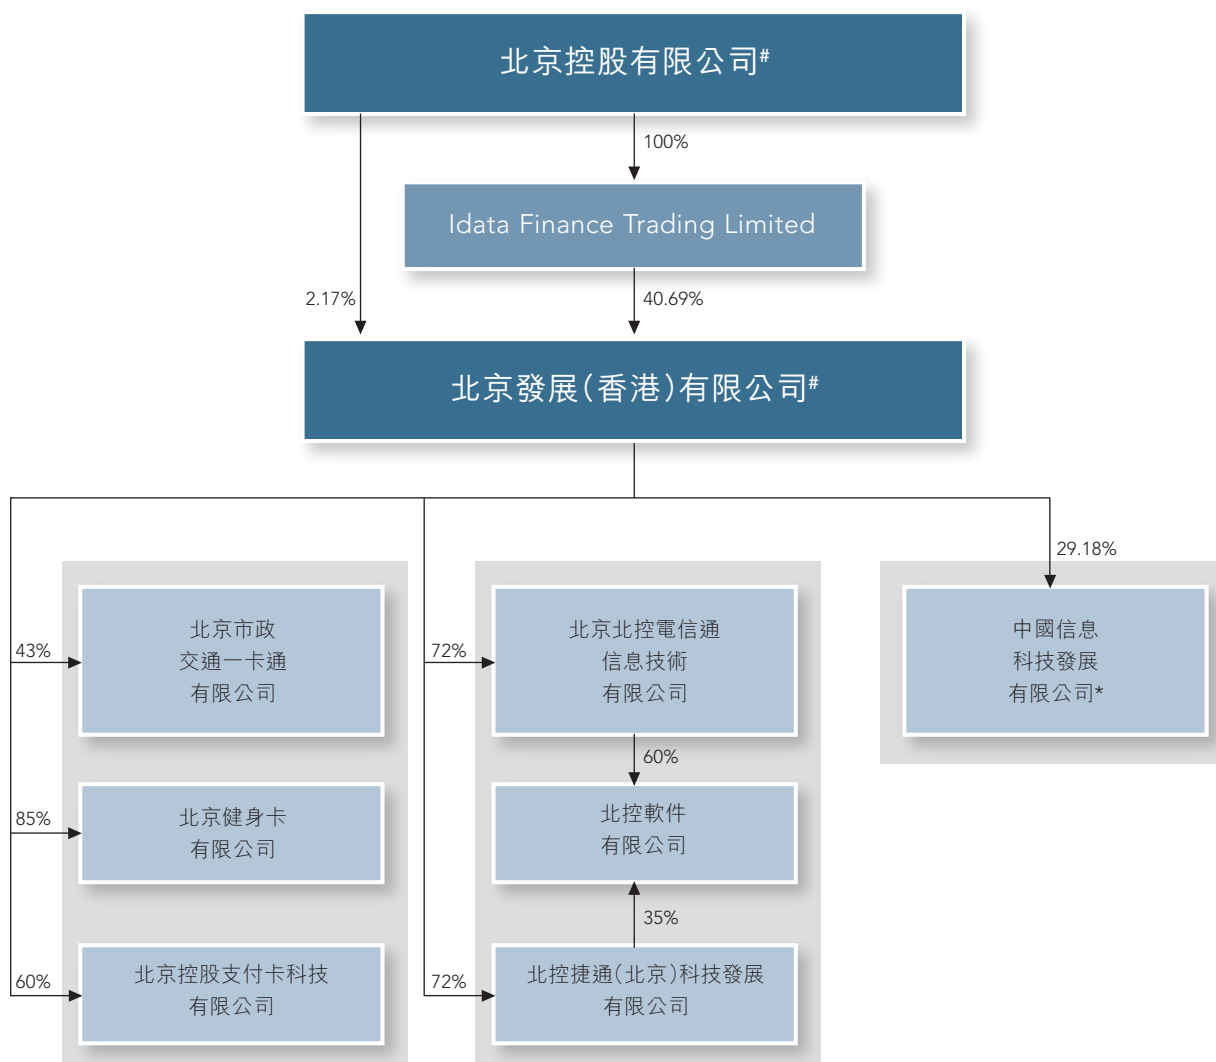 北京控股有限公司#
100%
Idata Finance Trading Limited
2.17%
40.69%
北京發展(香港)有限公司#
29.18%
43%
北京市政
交通一卡通
有限公司
72%
北京北控電信通
信息技術
有限公司
中國信息
科技發展
有限公司*
60%
85%
北京健身卡
有限公司
北控軟件
有限公司
35%
60%
北京控股支付卡科技
有限公司
72%
北控捷通(北京)科技發展
有限公司